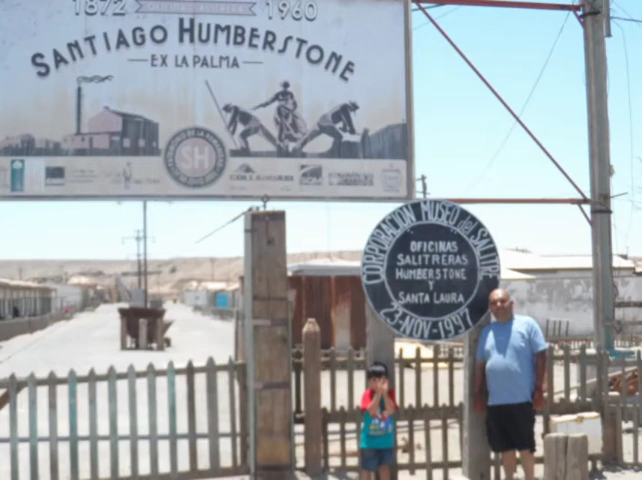 1872 1960
SANTIAGO HUMBERSTONE
EX LA PALMA
SH
CORPORACION MUSEO del SALITRE
OFICINAS
SALITRERAS
HUMBERSTONE
Y
SANTA LAURA
23-NOV-1997